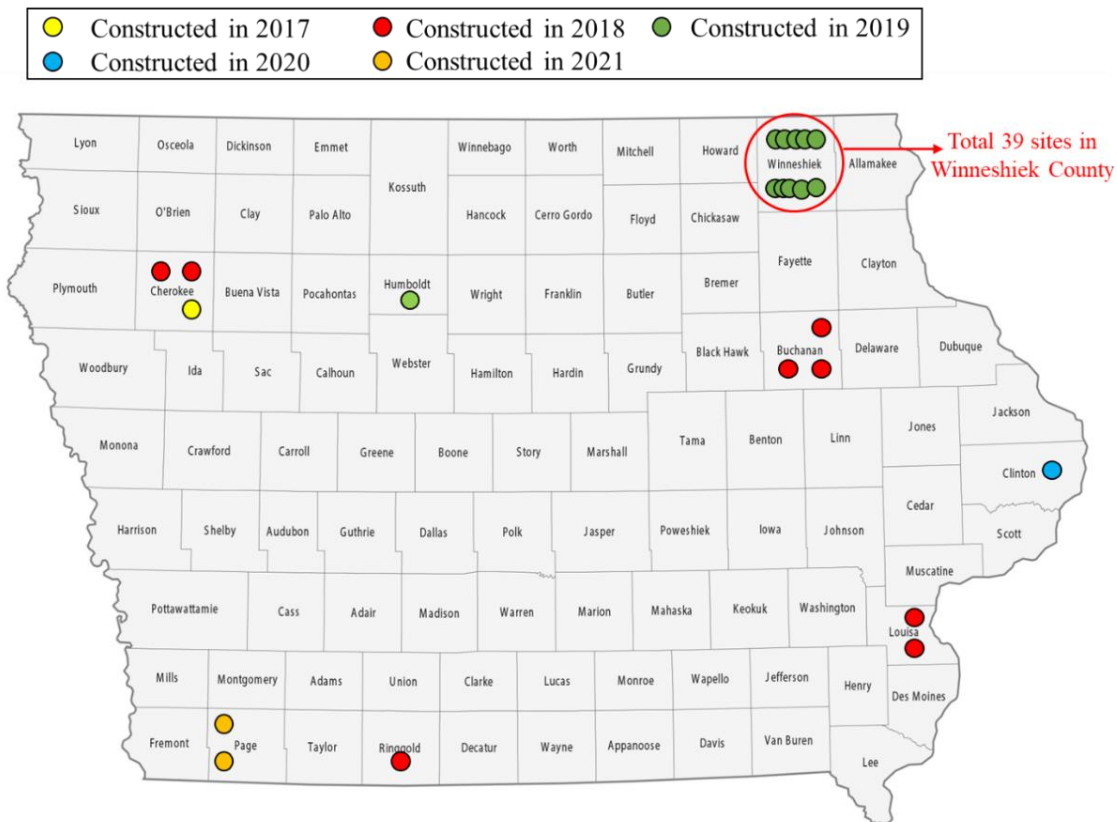 Constructed in 2017 Constructed in 2018 Constructed in 2019
Constructed in 2020 Constructed in 2021
Lyon Osceola Dickinson Emmet Winnebago Worth Mitchell Howard Winneshiek Allamakee
Total 39 sites in
Winneshiek County
Kossuth
Sioux O'Brien Clay Palo Alto Hancock Cerro Gordo Floyd Chickasaw
Fayette Clayton
Plymouth Cherokee Buena Vista Pocahontas Humboldt Wright Franklin Butler Bremer
Woodbury Ida Sac Calhoun Webster Hamilton Hardin Grundy Black Hawk Buchanan Delaware Dubuque
Jackson
Monona Crawford Carroll Greene Boone Story Marshall Tama Benton Linn Jones
Clinton
Cedar
Harrison Shelby Audubon Guthrie Dallas Polk Jasper Poweshiek Iowa Johnson Scott
Muscatine
Pottawattamie Cass Adair Madison Warren Marion Mahaska Keokuk Washington
Louisa
Mills Montgomery Adams Union Clarke Lucas Monroe Wapello Jefferson Henry Des Moines
Fremont Page Taylor Ringgold Decatur Wayne Appanoose Davis Van Buren
Lee